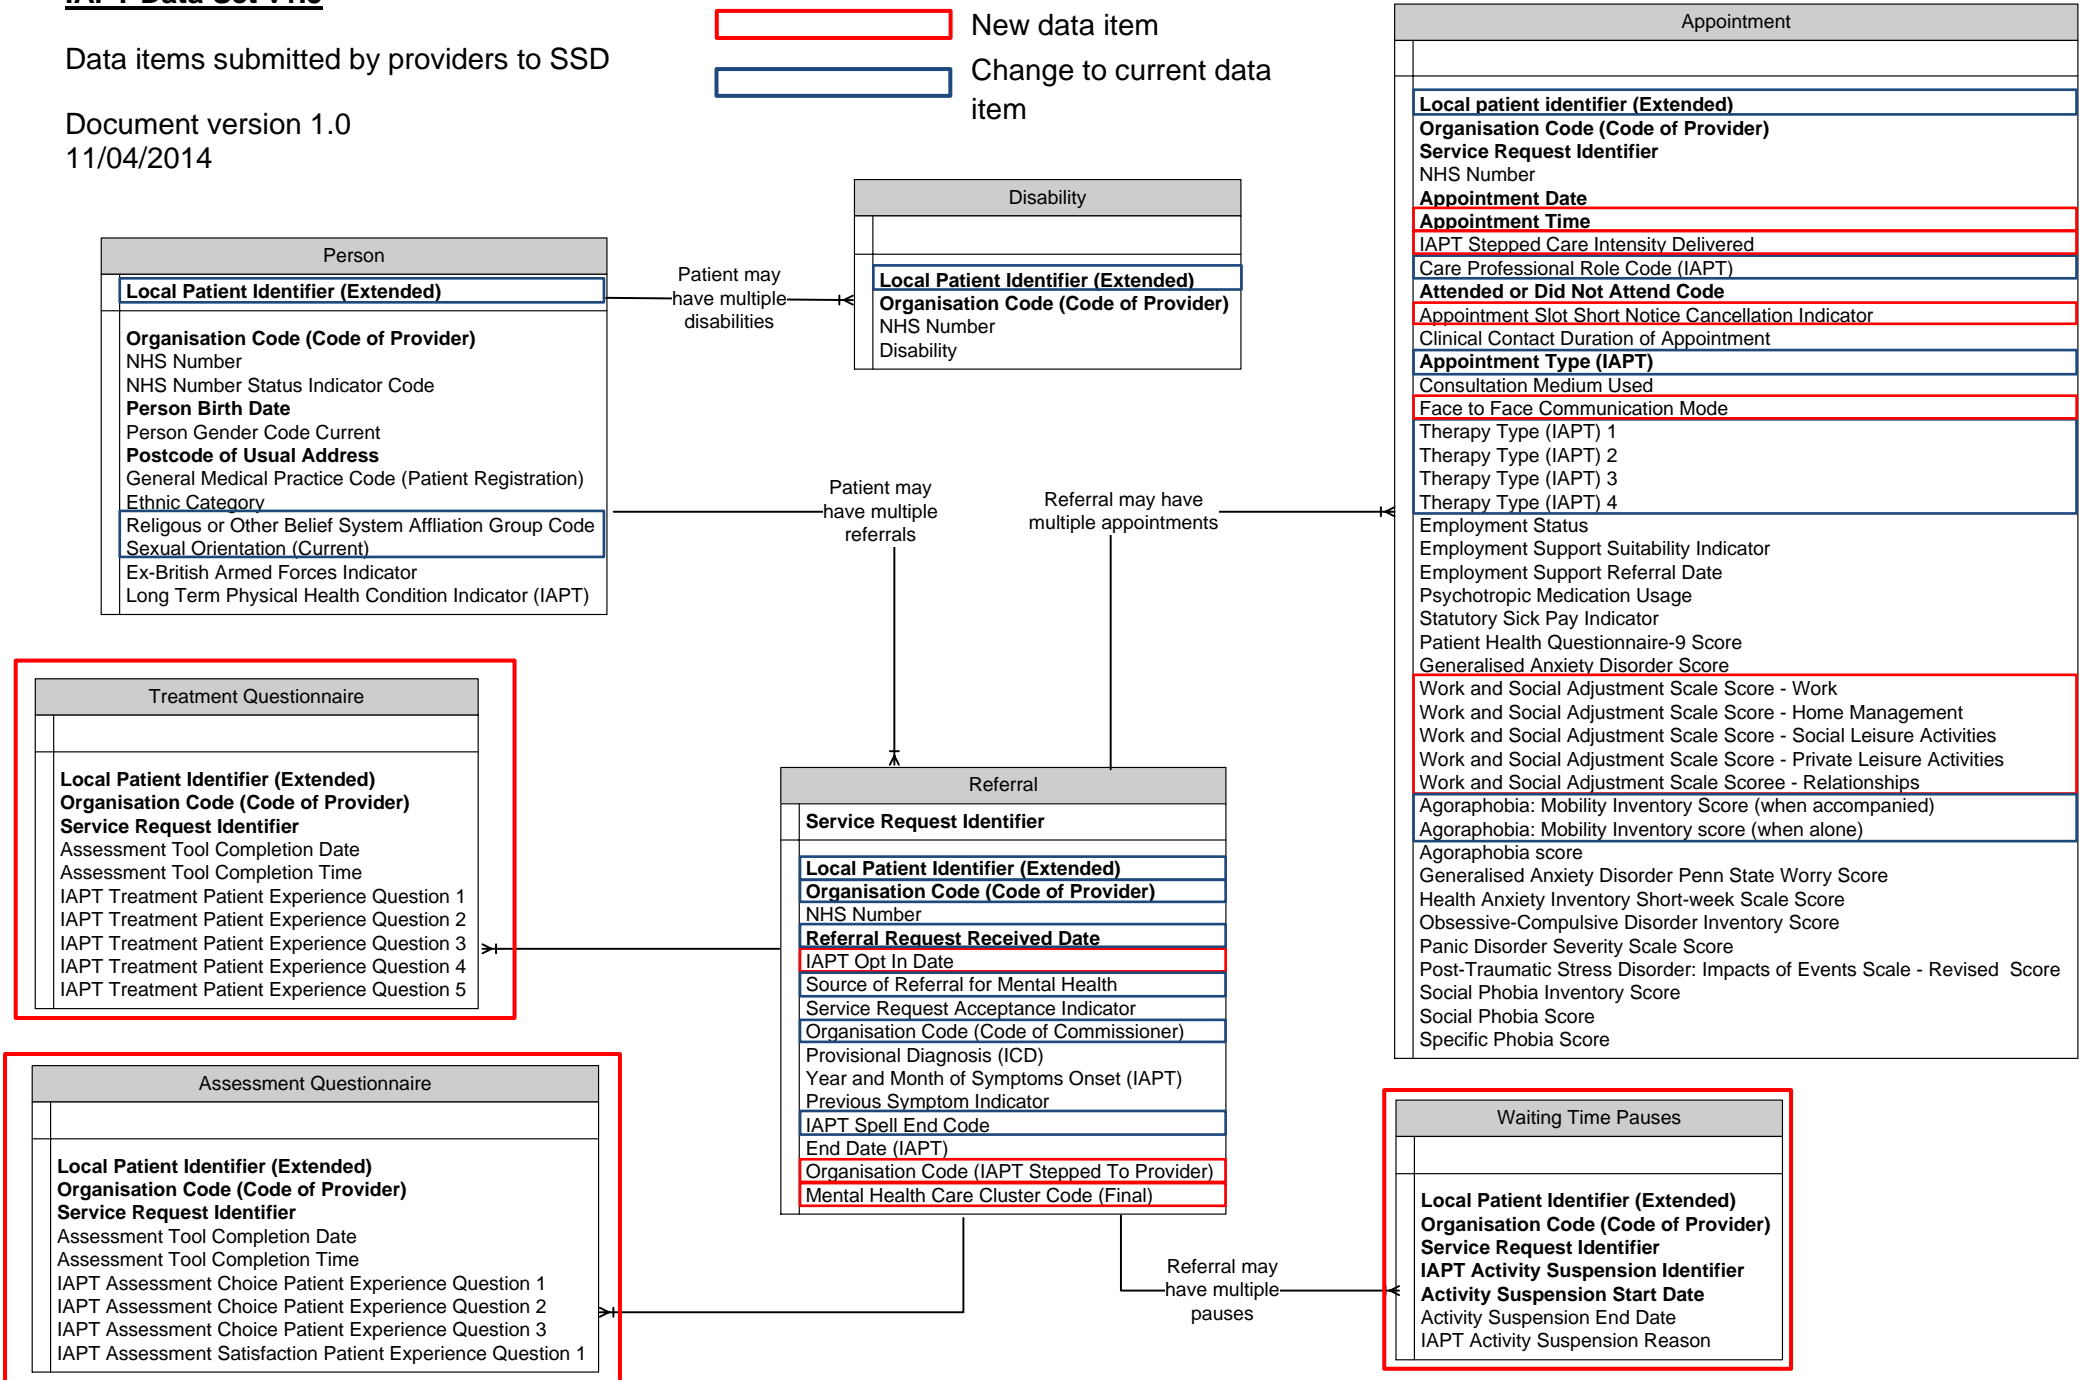 IAPT Data Set v1.5
Data items submitted by providers to SSD
Document version 1.0
11/04/2014
New data item
Change to current data
item
Person
Local Patient Identifier (Extended)
Organisation Code (Code of Provider)
NHS Number
NHS Number Status Indicator Code
Person Birth Date
Person Gender Code Current
Postcode of Usual Address
General Medical Practice Code (Patient Registration)
Ethnic Category
Religous or Other Belief System Affliation Group Code
Sexual Orientation (Current)
Ex-British Armed Forces Indicator
Long Term Physical Health Condition Indicator (IAPT)
Patient may
have multiple
disabilities
Disability
Local Patient Identifier (Extended)
Organisation Code (Code of Provider)
NHS Number
Disability
Patient may
have multiple
referrals
Referral may have
multiple appointments
Appointment
Local patient identifier (Extended)
Organisation Code (Code of Provider)
Service Request Identifier
NHS Number
Appointment Date
Appointment Time
IAPT Stepped Care Intensity Delivered
Care Professional Role Code (IAPT)
Attended or Did Not Attend Code
Appointment Slot Short Notice Cancellation Indicator
Clinical Contact Duration of Appointment
Appointment Type (IAPT)
Consultation Medium Used
Face to Face Communication Mode
Therapy Type (IAPT) 1
Therapy Type (IAPT) 2
Therapy Type (IAPT) 3
Therapy Type (IAPT) 4
Employment Status
Employment Support Suitability Indicator
Employment Support Referral Date
Psychotropic Medication Usage
Statutory Sick Pay Indicator
Patient Health Questionnaire-9 Score
Generalised Anxiety Disorder Score
Work and Social Adjustment Scale Score - Work
Work and Social Adjustment Scale Score - Home Management
Work and Social Adjustment Scale Score - Social Leisure Activities
Work and Social Adjustment Scale Score - Private Leisure Activities
Work and Social Adjustment Scale Scoree - Relationships
Agoraphobia: Mobility Inventory Score (when accompanied)
Agoraphobia: Mobility Inventory score (when alone)
Agoraphobia score
Generalised Anxiety Disorder Penn State Worry Score
Health Anxiety Inventory Short-week Scale Score
Obsessive-Compulsive Disorder Inventory Score
Panic Disorder Severity Scale Score
Post-Traumatic Stress Disorder: Impacts of Events Scale - Revised Score
Social Phobia Inventory Score
Social Phobia Score
Specific Phobia Score
Treatment Questionnaire
Local Patient Identifier (Extended)
Organisation Code (Code of Provider)
Service Request Identifier
Assessment Tool Completion Date
Assessment Tool Completion Time
IAPT Treatment Patient Experience Question 1
IAPT Treatment Patient Experience Question 2
IAPT Treatment Patient Experience Question 3
IAPT Treatment Patient Experience Question 4
IAPT Treatment Patient Experience Question 5
Referral
Service Request Identifier
Local Patient Identifier (Extended)
Organisation Code (Code of Provider)
NHS Number
Referral Request Received Date
IAPT Opt In Date
Source of Referral for Mental Health
Service Request Acceptance Indicator
Organisation Code (Code of Commissioner)
Provisional Diagnosis (ICD)
Year and Month of Symptoms Onset (IAPT)
Previous Symptom Indicator
IAPT Spell End Code
End Date (IAPT)
Organisation Code (IAPT Stepped To Provider)
Mental Health Care Cluster Code (Final)
Assessment Questionnaire
Local Patient Identifier (Extended)
Organisation Code (Code of Provider)
Service Request Identifier
Assessment Tool Completion Date
Assessment Tool Completion Time
IAPT Assessment Choice Patient Experience Question 1
IAPT Assessment Choice Patient Experience Question 2
IAPT Assessment Choice Patient Experience Question 3
IAPT Assessment Satisfaction Patient Experience Question 1
Referral may
have multiple
pauses
Waiting Time Pauses
Local Patient Identifier (Extended)
Organisation Code (Code of Provider)
Service Request Identifier
IAPT Activity Suspension Identifier
Activity Suspension Start Date
Activity Suspension End Date
IAPT Activity Suspension Reason